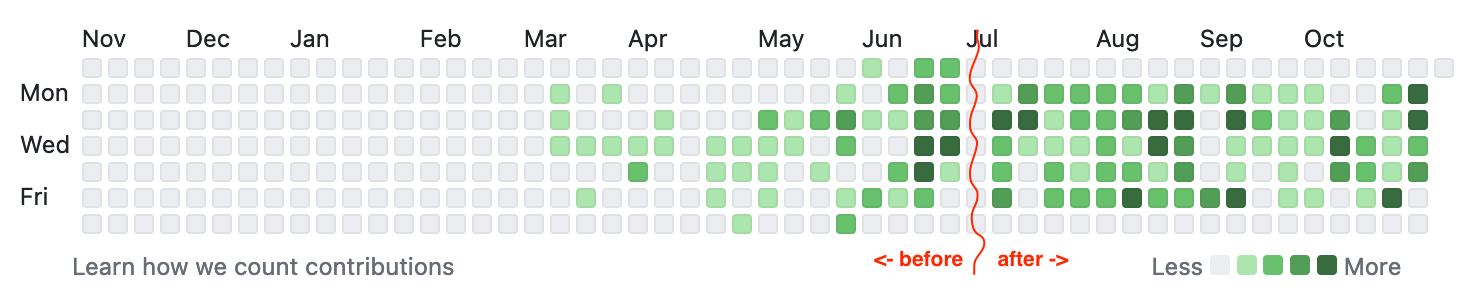 Nov Dec Jan Feb Mar Apr May Jun Jul Aug Sep Oct
Mon
Wed
Fri
<- before after ->
Learn how we count contributions Less More